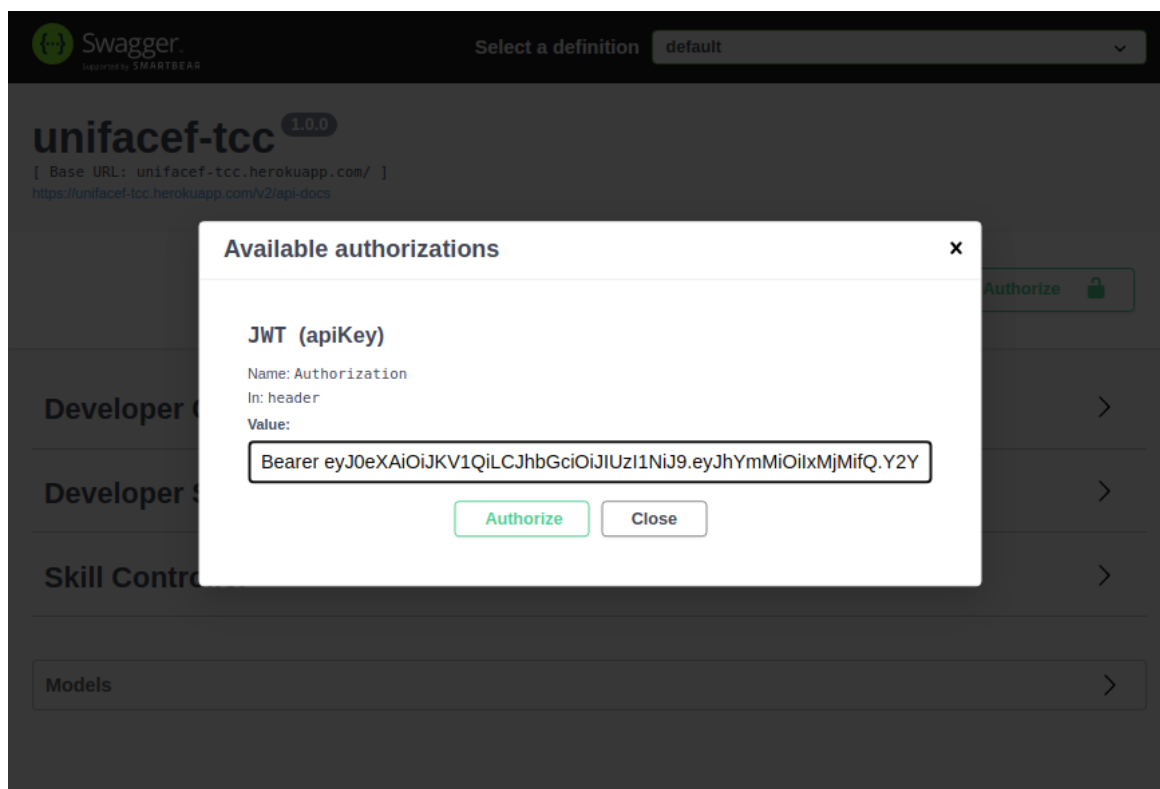 Swagger.
Supported by SMARTBEAR
Select a definition
default
unifacef-tcc 1.0.0
[ Base URL: unifacef-tcc.herokuapp.com/ ]
https://unifacef-tcc.herokuapp.com/v2/api-docs
Available authorizations
Authorize
JWT (apiKey)
Name: Authorization
In: header
Value:
Bearer eyJ0eXAiOiJKV1QiLCJhbGciOiJIUzI1NiJ9.eyJhYmMiOiIxMjMifQ.Y2Y
Authorize
Close
Developer
Developer
Skill
Models